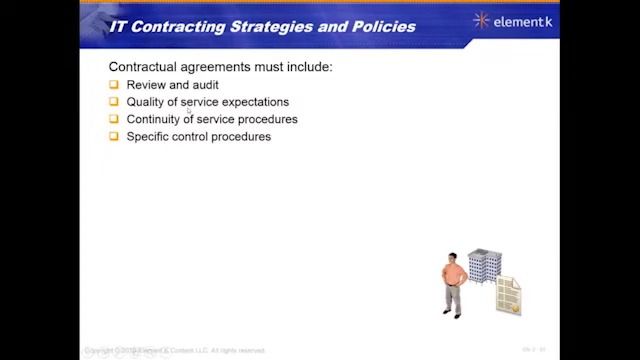 IT Contracting Strategies and Policies
element k
Contractual agreements must include:
Review and audit
Quality of service expectations
Continuity of service procedures
Specific control procedures
Copyright © 2010 Element K Content LLC. All rights reserved.